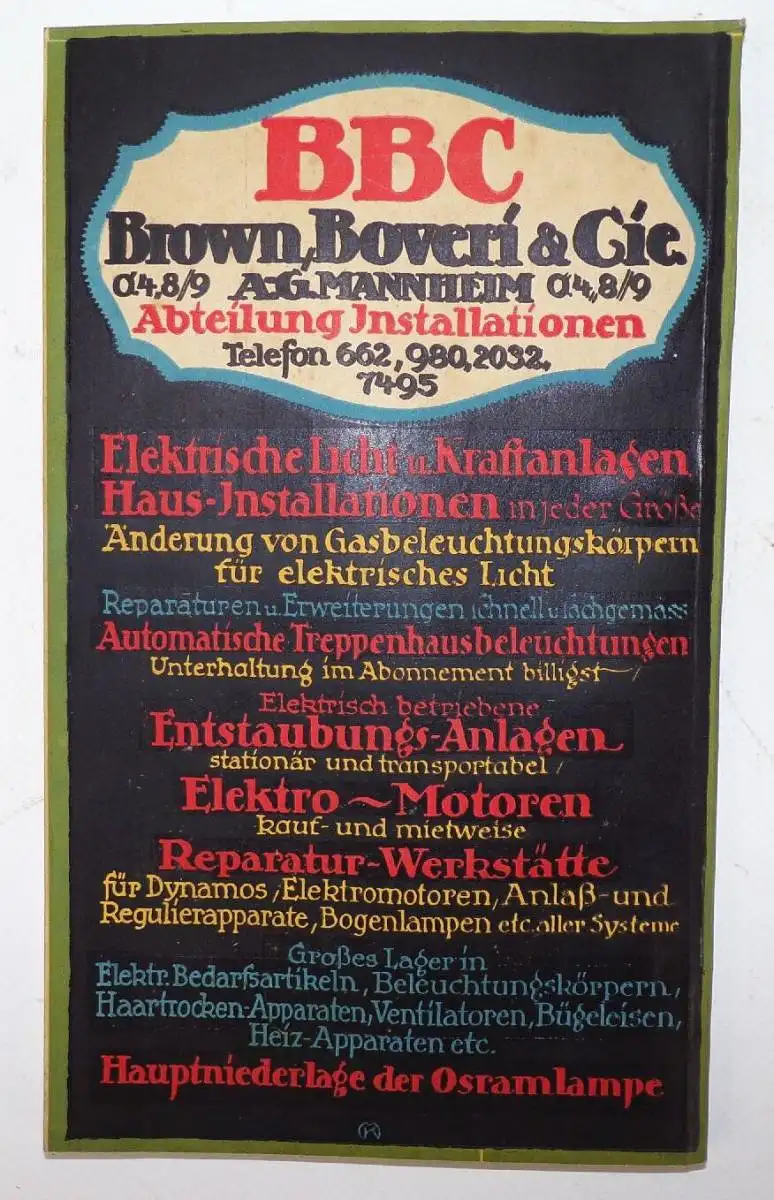 BBC
Brown, Boveri & Cie.
O4,8/9 A.-G. MANNHEIM O4,8/9
Abteilung Installationen
Telefon 662, 980, 2032,
7495
Elektrische Licht u. Kraftanlagen
Haus-Installationen in jeder Größe
Änderung von Gasbeleuchtungskörpern
für elektrisches Licht
Reparaturen u. Erweiterungen schnell u. fachgemäss
Automatische Treppenhausbeleuchtungen
Unterhaltung im Abonnement billigst
Elektrisch betriebene
Entstaubungs-Anlagen
stationär und transportabel
Elektro~Motoren
kauf- und mietweise
Reparatur-Werkstätte
für Dynamos, Elektromotoren, Anlaß- und
Regulierapparate, Bogenlampen etc. aller Systeme
Großes Lager in
Elektr. Bedarfsartikeln, Beleuchtungskörpern,
Haartrocken-Apparaten, Ventilatoren, Bügeleisen,
Heiz-Apparaten etc.
Hauptniederlage der Osramlampe